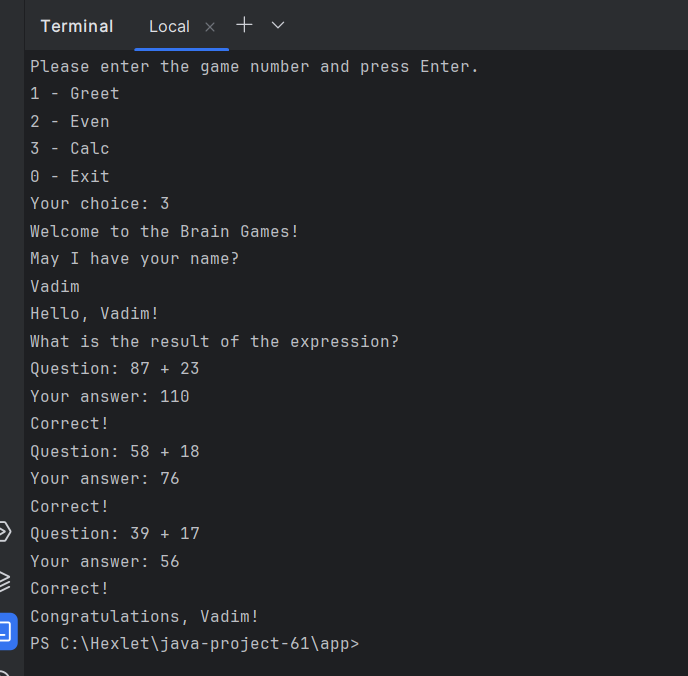 Terminal Local
Please enter the game number and press Enter.
1 - Greet
2 - Even
3 - Calc
0 - Exit
Your choice: 3
Welcome to the Brain Games!
May I have your name?
Vadim
Hello, Vadim!
What is the result of the expression?
Question: 87 + 23
Your answer: 110
Correct!
Question: 58 + 18
Your answer: 76
Correct!
Question: 39 + 17
Your answer: 56
Correct!
Congratulations, Vadim!
PS C:\Hexlet\java-project-61\app>